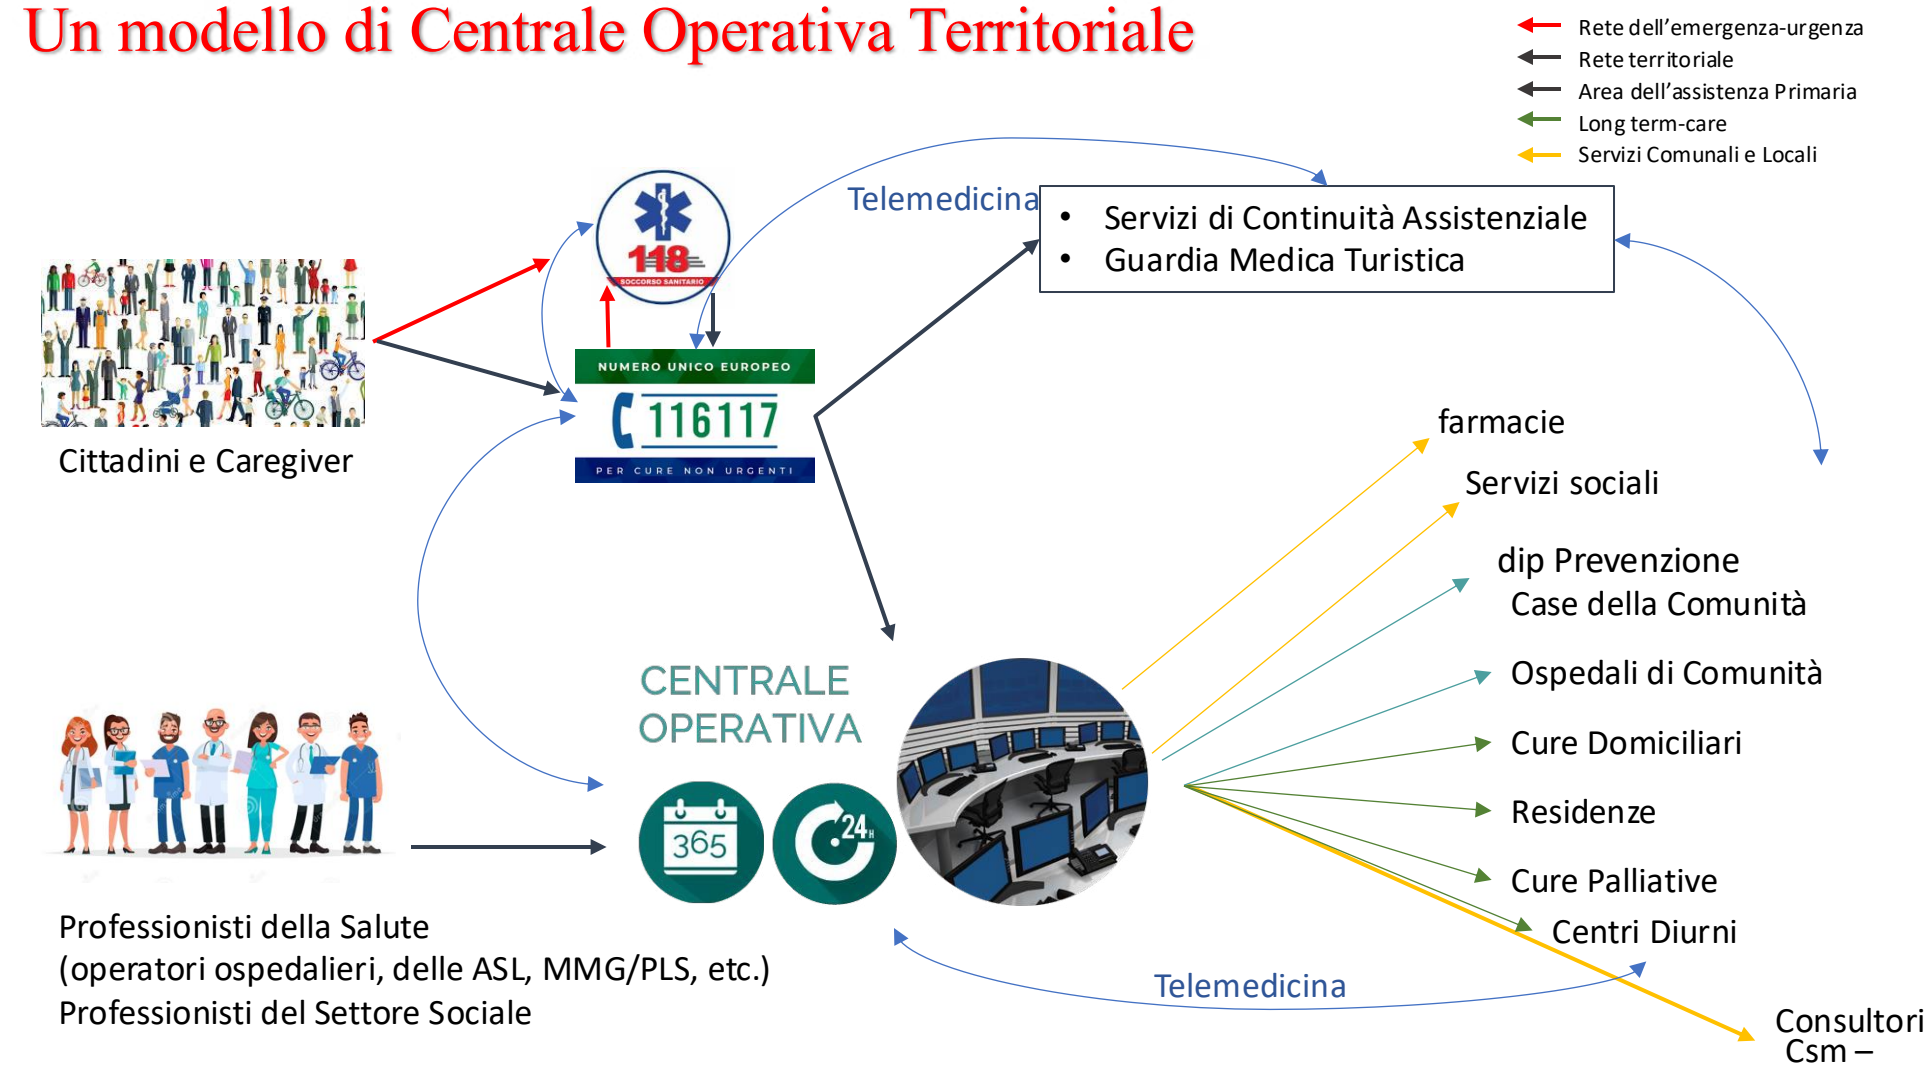 Un modello di Centrale Operativa Territoriale
Rete dell'emergenza-urgenza
Rete territoriale
Area dell'assistenza Primaria
Long term-care
Servizi Comunali e Locali
118
SOCCORSO SANITARIO
Telemedicina
• Servizi di Continuità Assistenziale
• Guardia Medica Turistica
NUMERO UNICO EUROPEO
116117
PER CURE NON URGENTI
Cittadini e Caregiver
farmacie
Servizi sociali
dip Prevenzione
Case della Comunità
Ospedali di Comunità
Cure Domiciliari
Residenze
Cure Palliative
Centri Diurni
Consultori
Csm –
CENTRALE
OPERATIVA
365
24H
Professionisti della Salute
(operatori ospedalieri, delle ASL, MMG/PLS, etc.)
Professionisti del Settore Sociale
Telemedicina